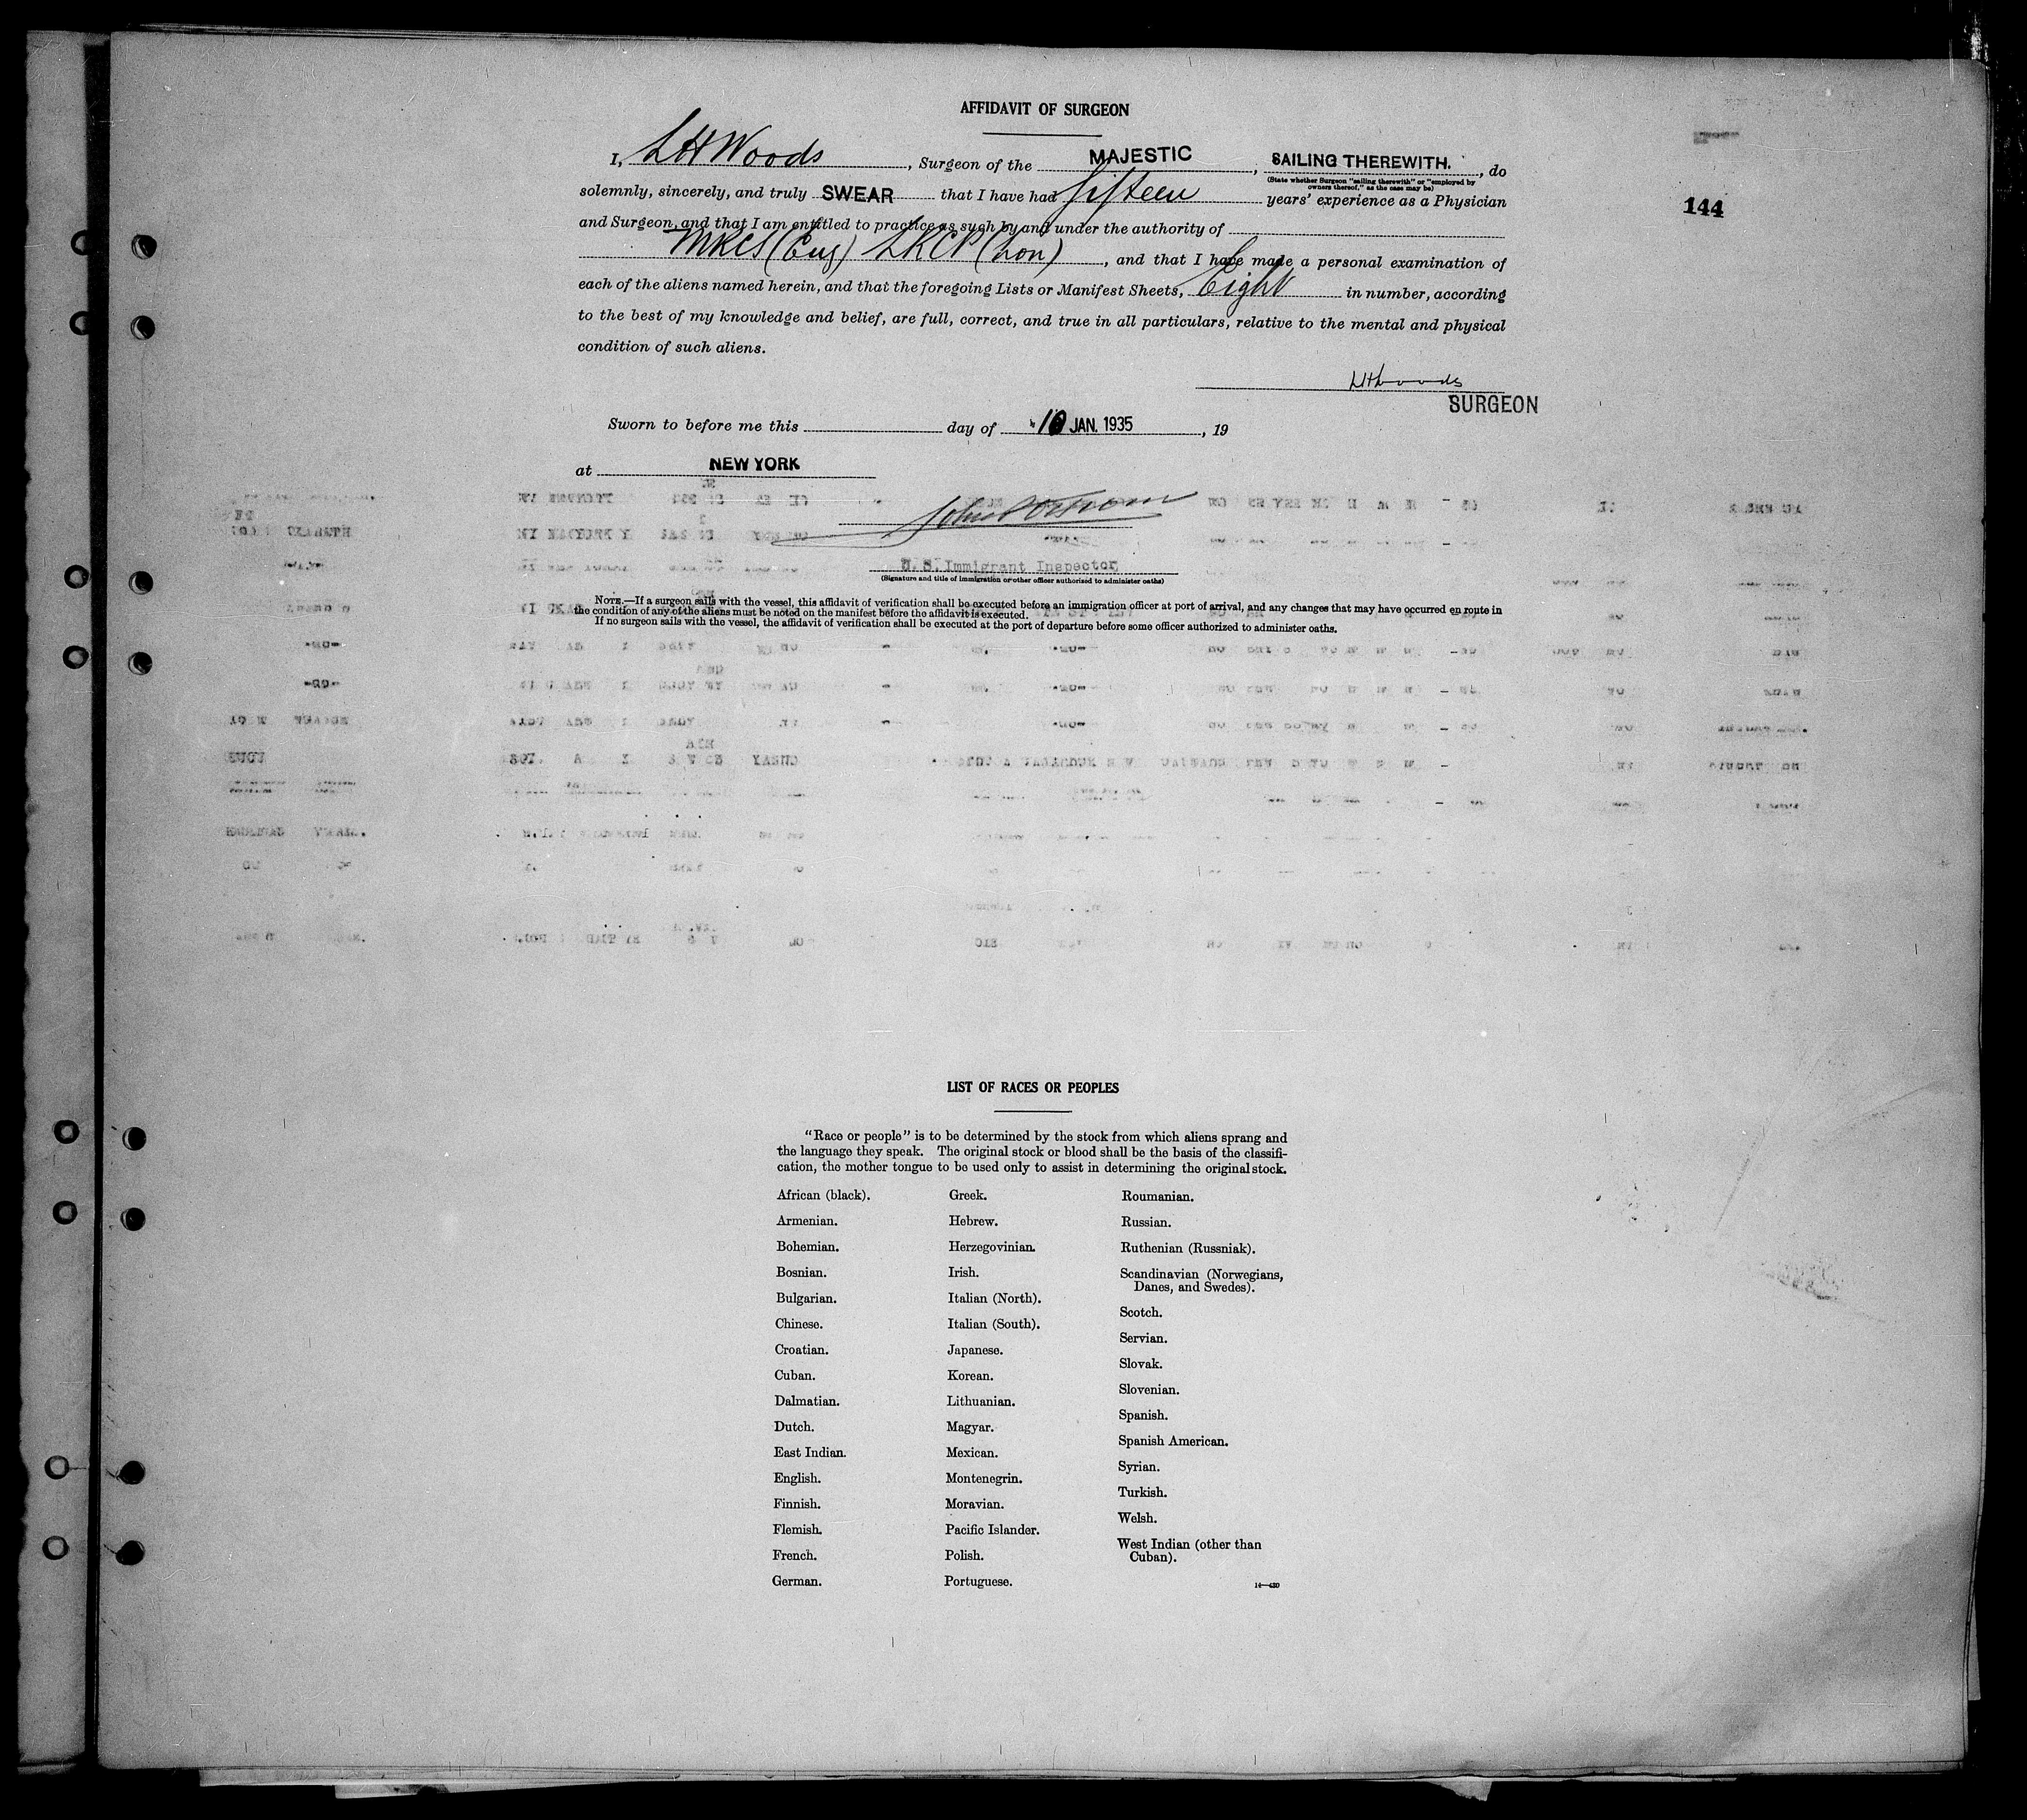 AFFIDAVIT OF SURGEON
I, L H Woods, Surgeon of the MAJESTIC, SAILING THEREWITH., do
(State whether Surgeon "sailing therewith" or "employed by
owners thereof," as the case may be)
solemnly, sincerely, and truly SWEAR that I have had fifteen years' experience as a Physician
144
and Surgeon, and that I am entitled to practice as such by and under the authority of
MRCS (Eng) LRCP (Lon), and that I have made a personal examination of
each of the aliens named herein, and that the foregoing Lists or Manifest Sheets, Eight in number, according
to the best of my knowledge and belief, are full, correct, and true in all particulars, relative to the mental and physical
condition of such aliens.
L H Woods
SURGEON
Sworn to before me this day of 10 JAN. 1935, 19
at NEW YORK
U. S. Immigrant Inspector
(Signature and title of immigration or other officer authorized to administer oaths)
NOTE.—If a surgeon sails with the vessel, this affidavit of verification shall be executed before an immigration officer at port of arrival, and any changes that may have occurred en route in
the condition of any of the aliens must be noted on the manifest before the affidavit is executed.
If no surgeon sails with the vessel, the affidavit of verification shall be executed at the port of departure before some officer authorized to administer oaths.
LIST OF RACES OR PEOPLES
"Race or people" is to be determined by the stock from which aliens sprang and
the language they speak. The original stock or blood shall be the basis of the classifi-
cation, the mother tongue to be used only to assist in determining the original stock.
African (black).
Armenian.
Bohemian.
Bosnian.
Bulgarian.
Chinese.
Croatian.
Cuban.
Dalmatian.
Dutch.
East Indian.
English.
Finnish.
Flemish.
French.
German.
Greek.
Hebrew.
Herzegovinian.
Irish.
Italian (North).
Italian (South).
Japanese.
Korean.
Lithuanian.
Magyar.
Mexican.
Montenegrin.
Moravian.
Pacific Islander.
Polish.
Portuguese.
Roumanian.
Russian.
Ruthenian (Russniak).
Scandinavian (Norwegians,
Danes, and Swedes).
Scotch.
Servian.
Slovak.
Slovenian.
Spanish.
Spanish American.
Syrian.
Turkish.
Welsh.
West Indian (other than
Cuban).
14—430